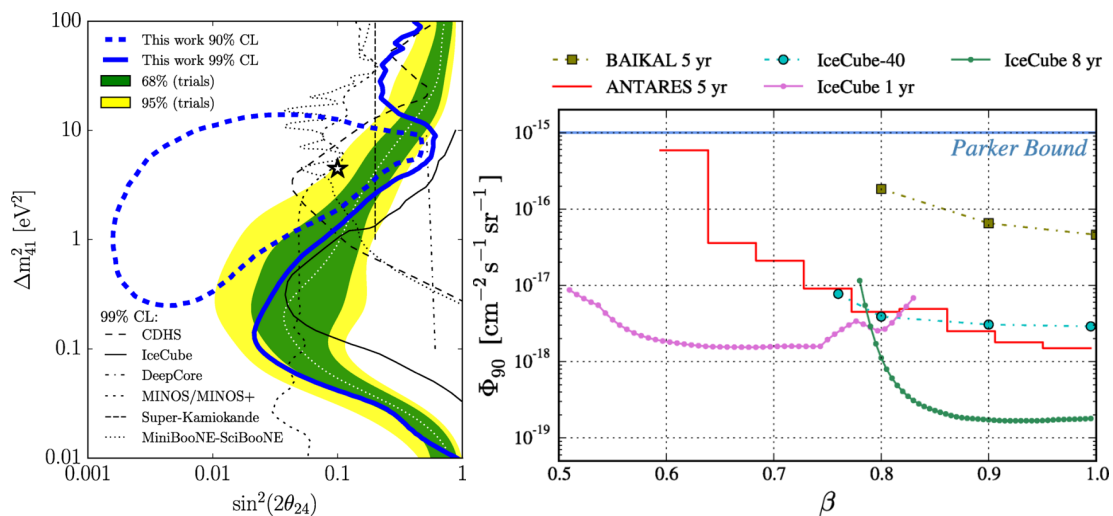 100
10
1
0.1
0.01
Δm²₄₁ [eV²]
This work 90% CL
This work 99% CL
68% (trials)
95% (trials)
99% CL:
CDHS
IceCube
DeepCore
MINOS/MINOS+
Super-Kamiokande
MiniBooNE-SciBooNE
0.001 0.01 0.1 1
sin²(2θ₂₄)
BAIKAL 5 yr IceCube-40 IceCube 8 yr
ANTARES 5 yr IceCube 1 yr
Parker Bound
10⁻¹⁵
10⁻¹⁶
10⁻¹⁷
10⁻¹⁸
10⁻¹⁹
Φ₉₀ [cm⁻² s⁻¹ sr⁻¹]
0.5 0.6 0.7 0.8 0.9 1.0
β